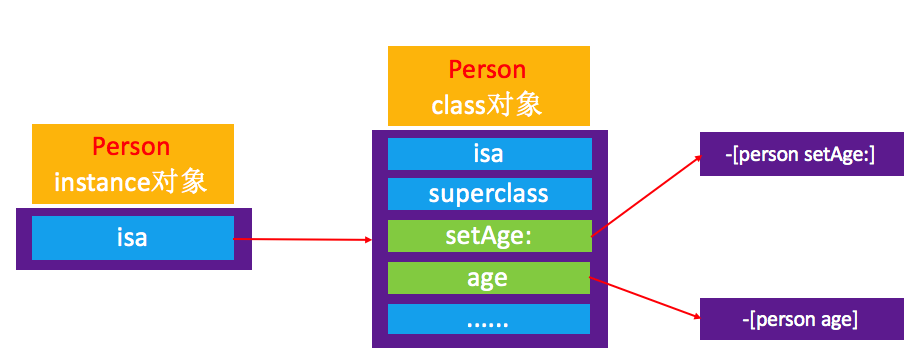 Person
instance对象
isa
Person
class对象
isa
superclass
setAge:
age
......
-[person setAge:]
-[person age]